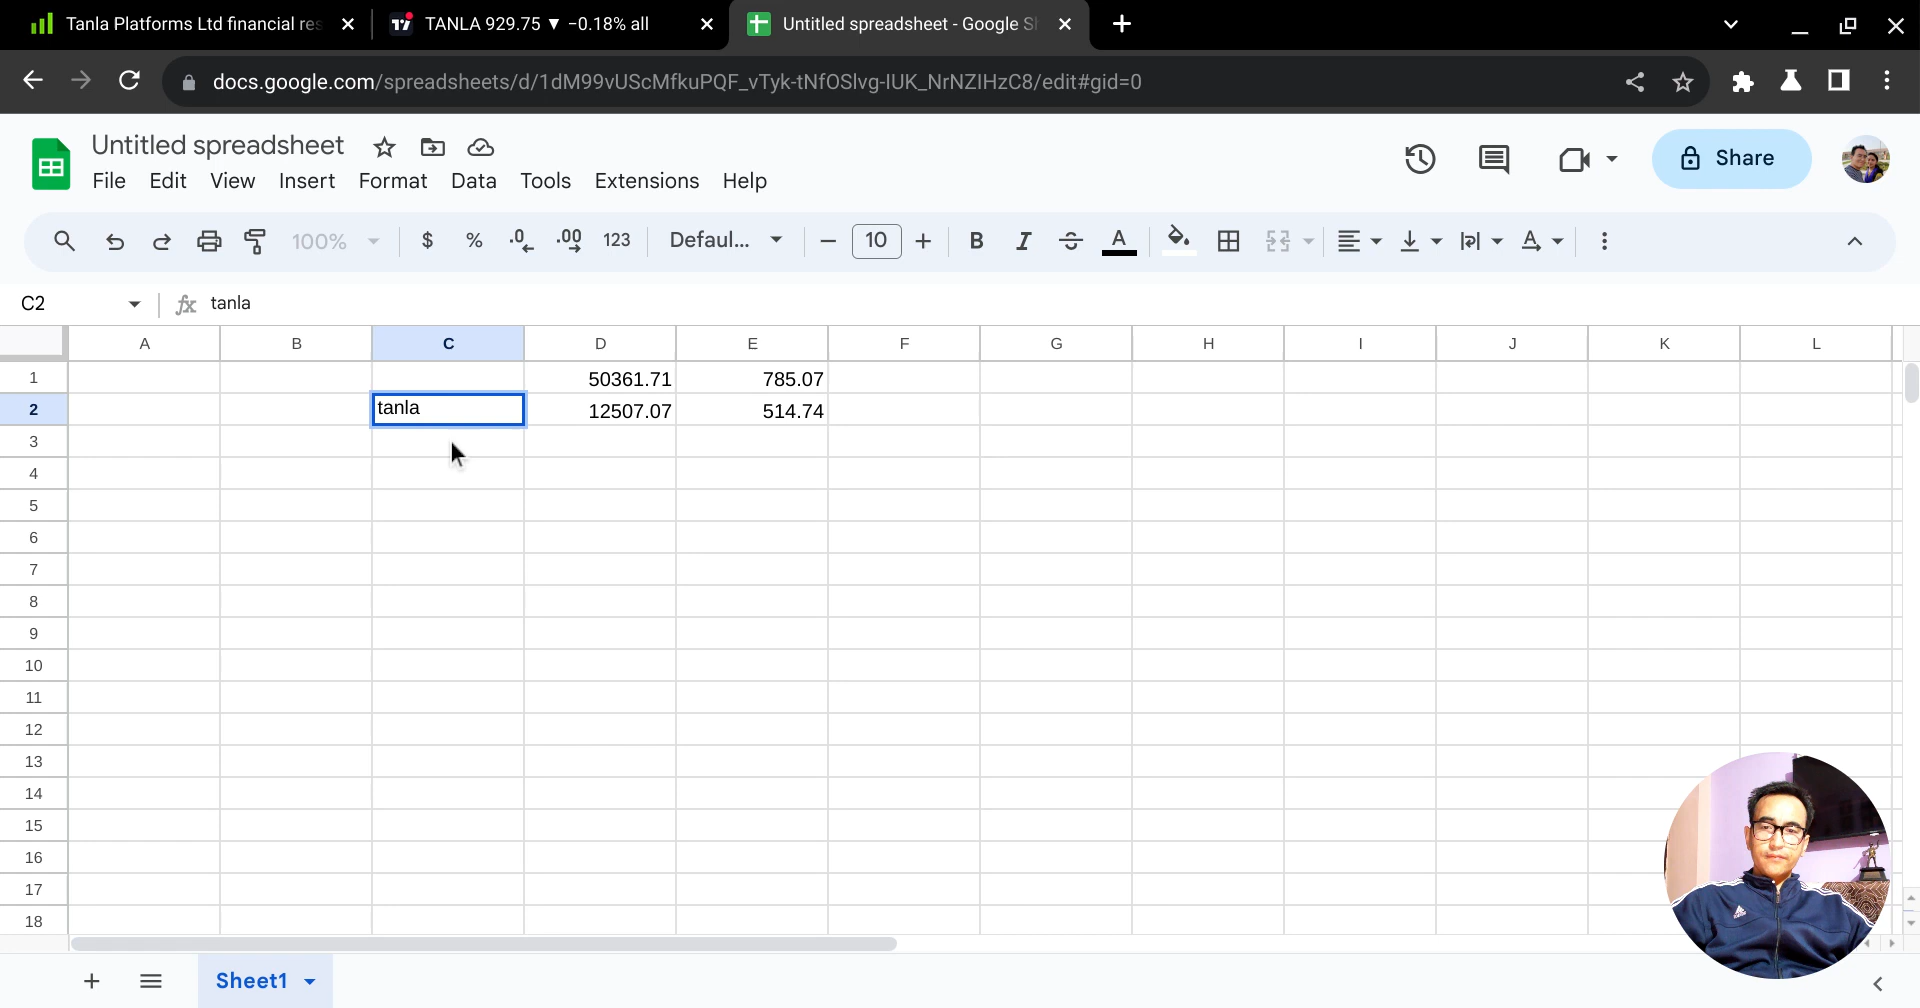 Tanla Platforms Ltd financial res
TANLA 929.75 ▼ −0.18% all
Untitled spreadsheet - Google Sh
docs.google.com/spreadsheets/d/1dM99vUScMfkuPQF_vTyk-tNfOSlvg-IUK_NrNZIHzC8/edit#gid=0
Untitled spreadsheet
File Edit View Insert Format Data Tools Extensions Help
Share
100% $ % .0 .00 123 Defaul... − 10 + B I S A A
C2 fx tanla
A B C D E F G H I J K L
1 50361.71 785.07
2 tanla 12507.07 514.74
3
4
5
6
7
8
9
10
11
12
13
14
15
16
17
18
+ Sheet1